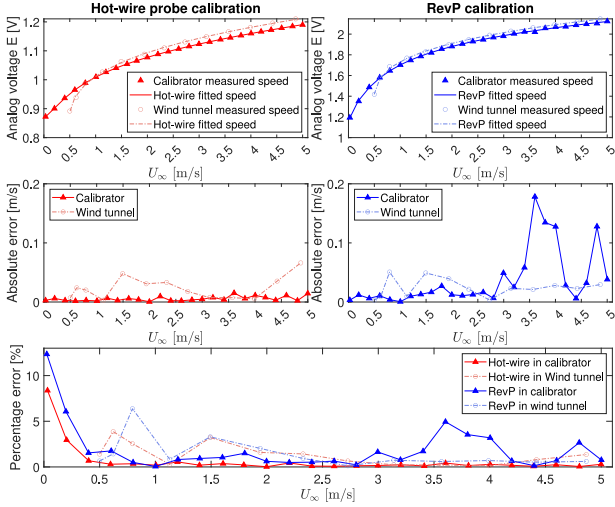 Hot-wire probe calibration
Analog voltage E [V]
1.2
1.1
1
0.9
0.8
Calibrator measured speed
Hot-wire fitted speed
Wind tunnel measured speed
Hot-wire fitted speed
0 0.5 1 1.5 2 2.5 3 3.5 4 4.5 5
U∞ [m/s]
RevP calibration
Analog voltage E [V]
2
1.8
1.6
1.4
1.2
1
Calibrator measured speed
RevP fitted speed
Wind tunnel measured speed
RevP fitted speed
0 0.5 1 1.5 2 2.5 3 3.5 4 4.5 5
U∞ [m/s]
Absolute error [m/s]
0.2
0.1
0
Calibrator
Wind tunnel
0 0.5 1 1.5 2 2.5 3 3.5 4 4.5 5
U∞ [m/s]
Absolute error [m/s]
0.2
0.1
0
Calibrator
Wind tunnel
0 0.5 1 1.5 2 2.5 3 3.5 4 4.5 5
U∞ [m/s]
Percentage error [%]
10
5
0
Hot-wire in calibrator
Hot-wire in Wind tunnel
RevP in calibrator
RevP in wind tunnel
0 0.5 1 1.5 2 2.5 3 3.5 4 4.5 5
U∞ [m/s]